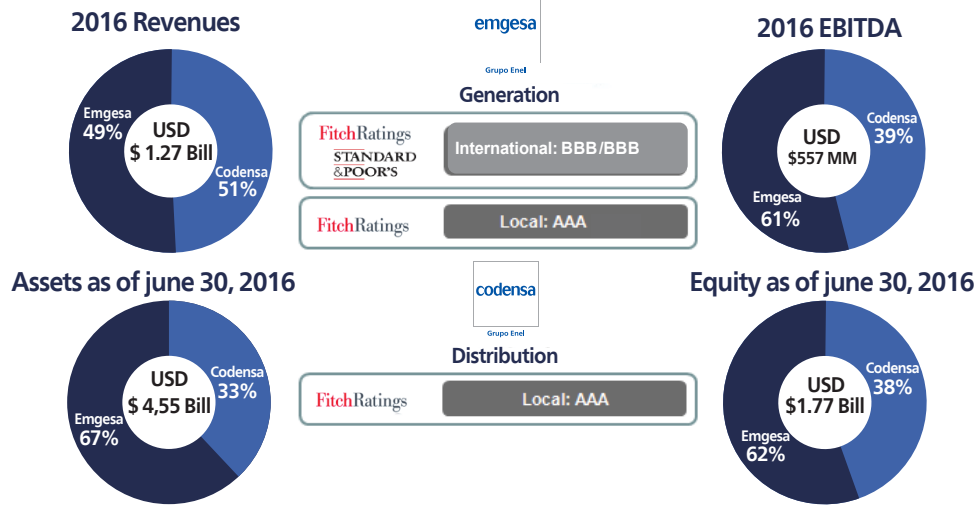 2016 Revenues
Emgesa
49%
USD
$ 1.27 Bill
Codensa
51%
emgesa
Grupo Enel
Generation
FitchRatings
STANDARD
&POOR'S
International: BBB/BBB
FitchRatings
Local: AAA
2016 EBITDA
Codensa
39%
USD
$557 MM
Emgesa
61%
Assets as of june 30, 2016
USD
$ 4,55 Bill
Codensa
33%
Emgesa
67%
codensa
Grupo Enel
Distribution
FitchRatings
Local: AAA
Equity as of june 30, 2016
Codensa
38%
USD
$1.77 Bill
Emgesa
62%